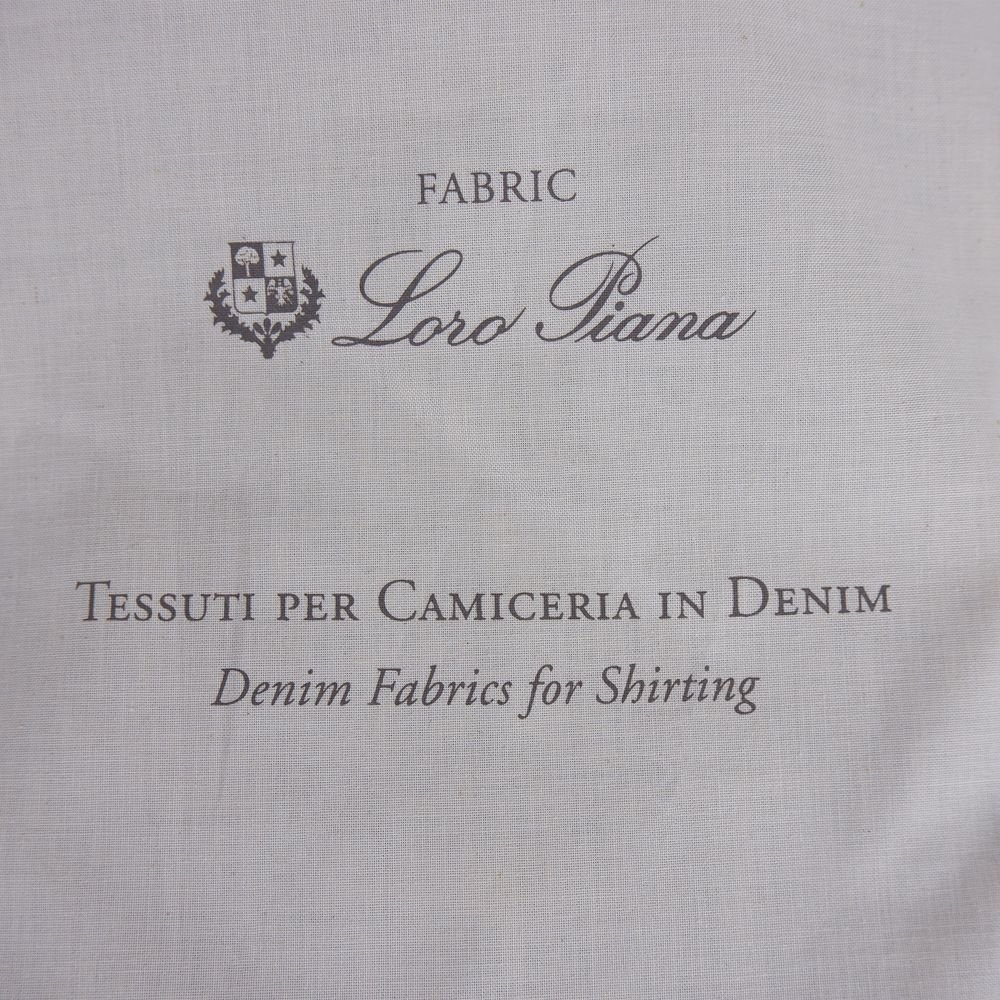 FABRIC
Loro Piana
TESSUTI PER CAMICERIA IN DENIM
Denim Fabrics for Shirting